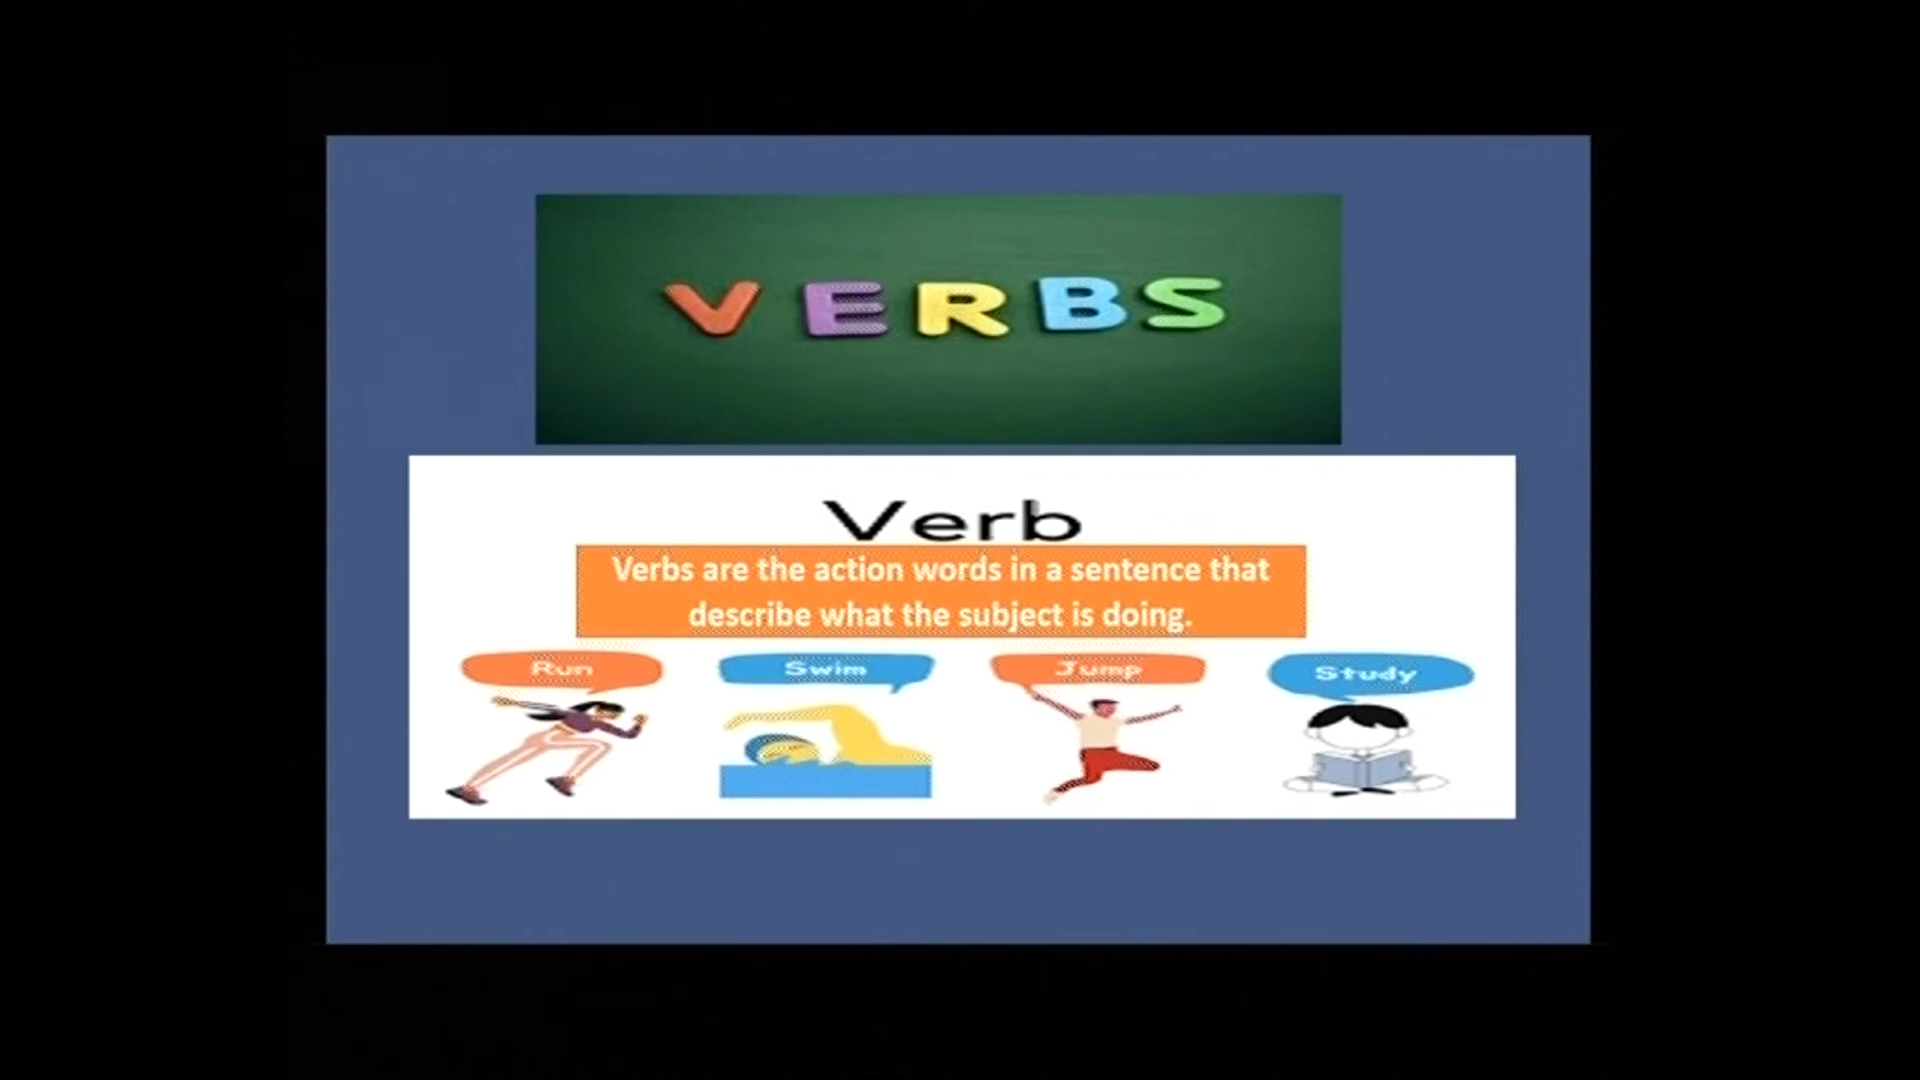 VERBS
Verb
Verbs are the action words in a sentence that
describe what the subject is doing.
Run
Swim
Jump
Study